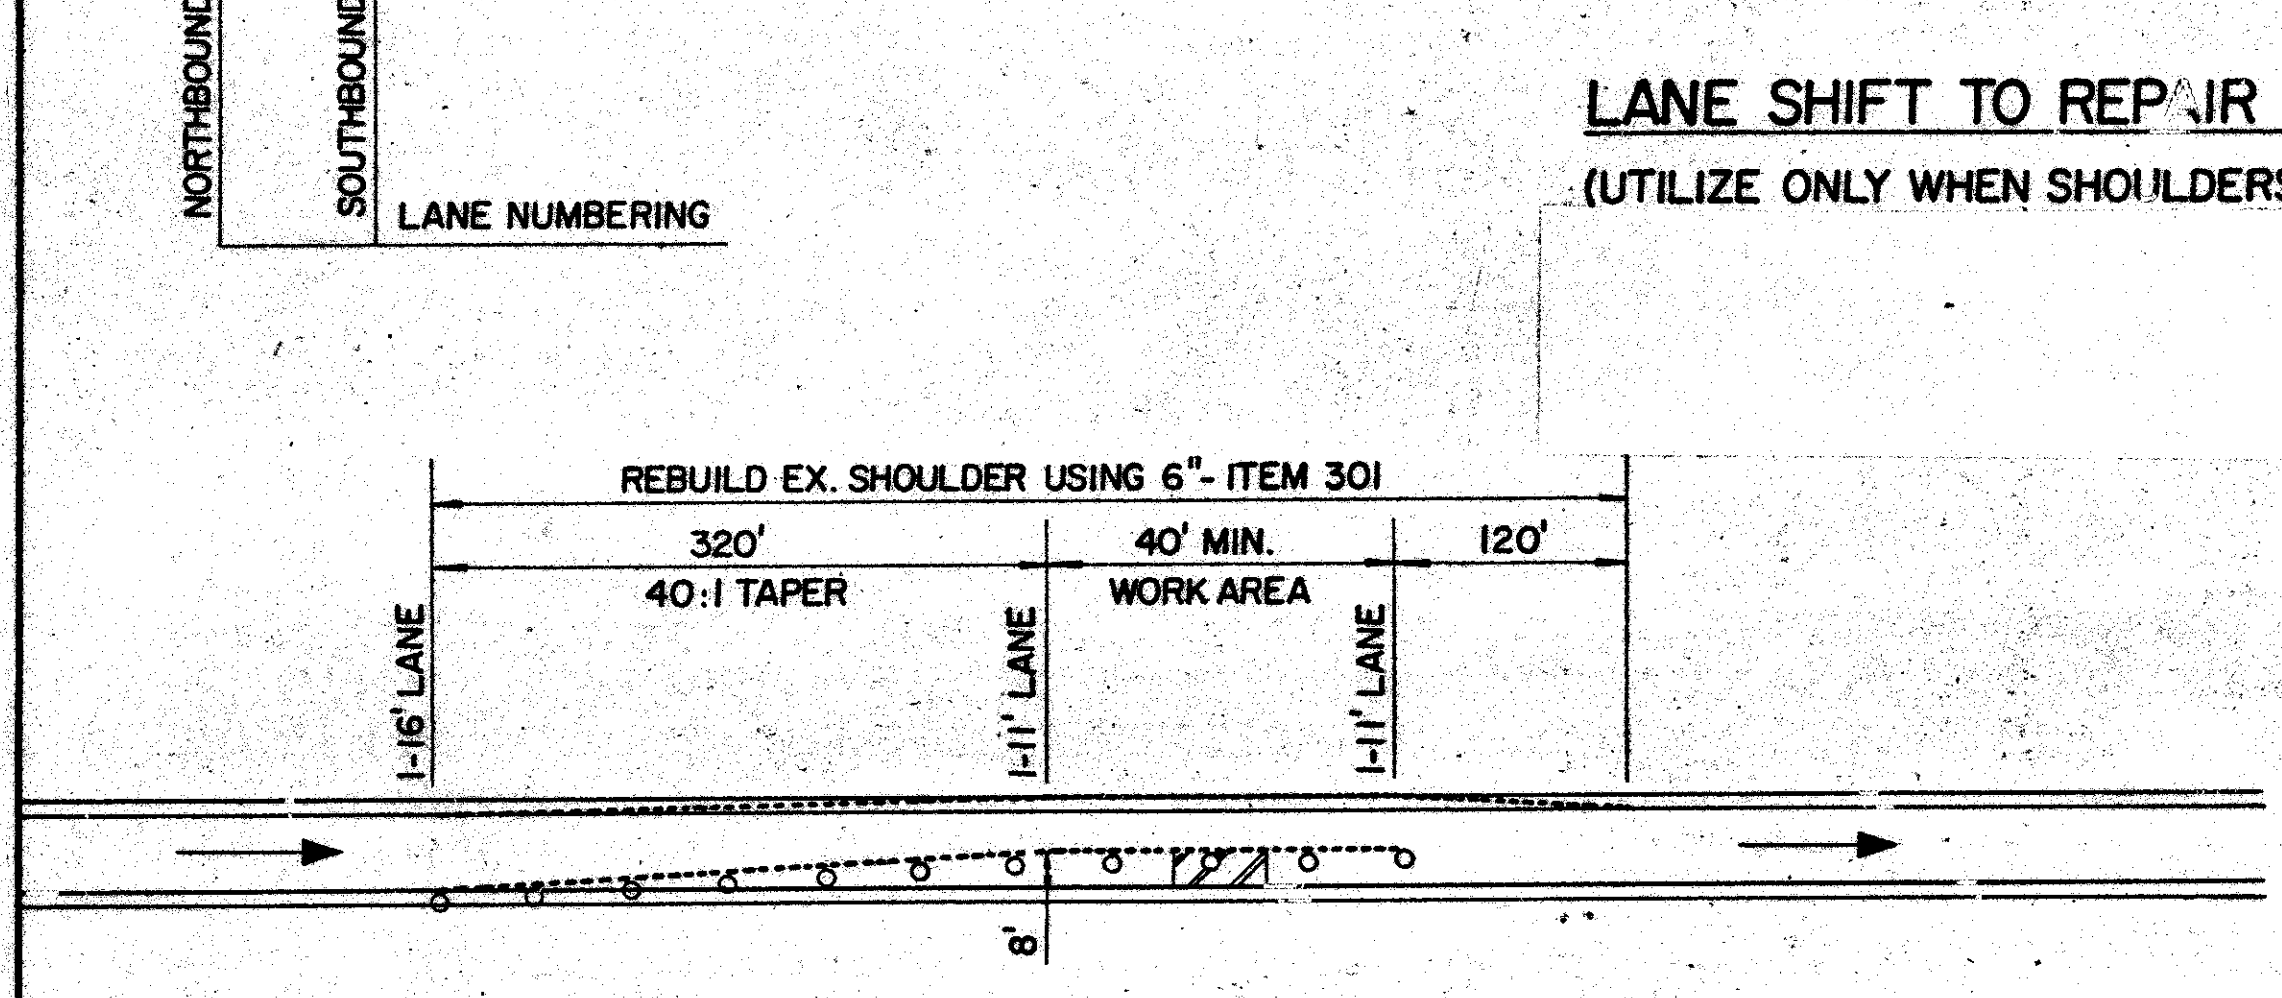 NORTHBOUND
SOUTHBOUND
LANE NUMBERING
LANE SHIFT TO REPAIR
(UTILIZE ONLY WHEN SHOULDERS
REBUILD EX. SHOULDER USING 6"- ITEM 301
320'
40' MIN.
120'
40:1 TAPER
WORK AREA
1-16' LANE
1-11' LANE
1-11' LANE
8'